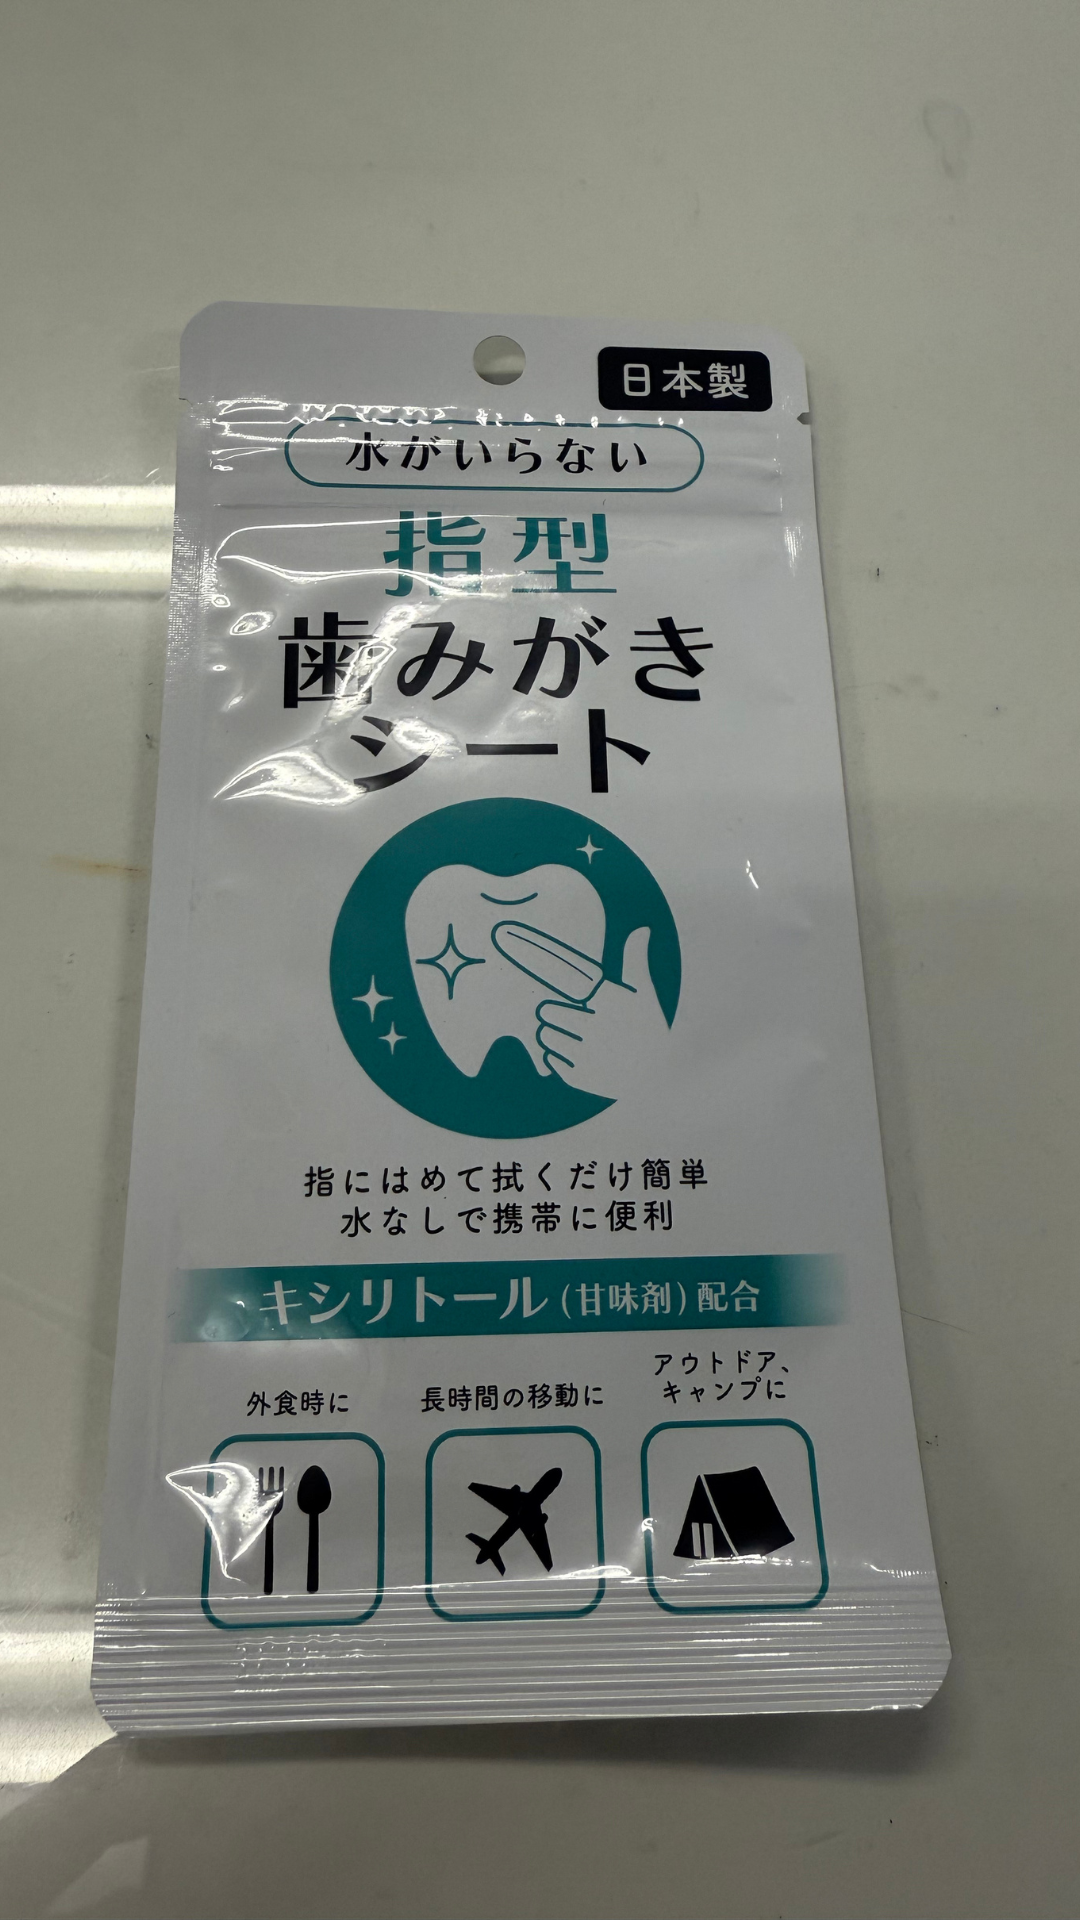 日本製
水がいらない
指型
歯みがき
シート
指にはめて拭くだけ簡単
水なしで携帯に便利
キシリトール(甘味剤)配合
外食時に
長時間の移動に
アウトドア、
キャンプに